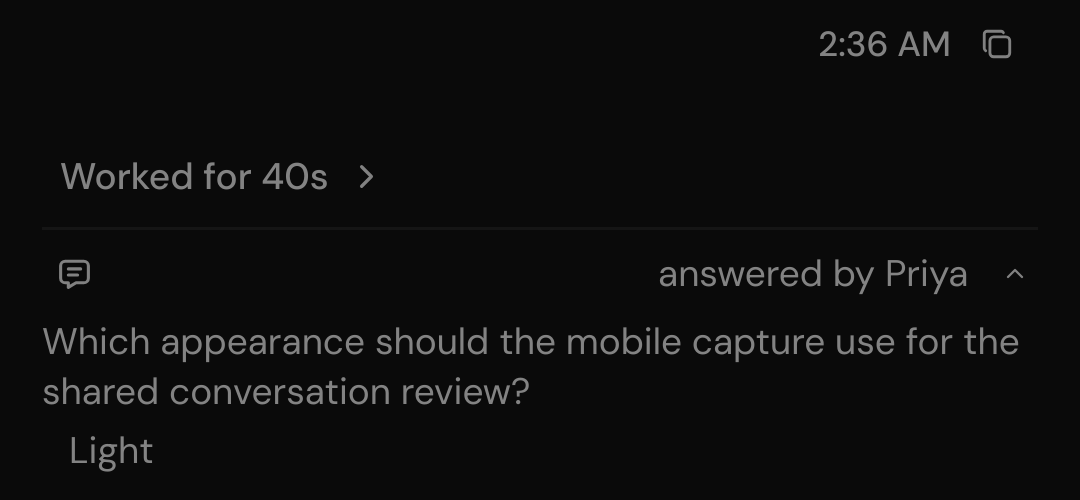 2:36 AM
Worked for 40s
answered by Priya
Which appearance should the mobile capture use for the
shared conversation review?
Light